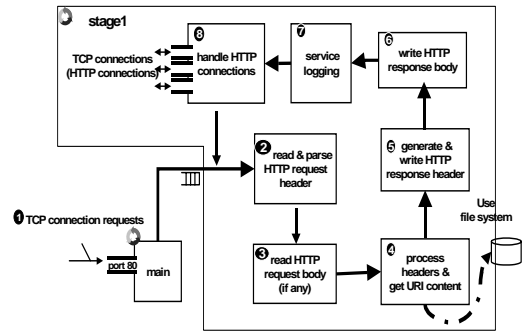 stage1
8
TCP connections
(HTTP connections)
handle HTTP
connections
7
service
logging
6
write HTTP
response body
2
read & parse
HTTP request
header
5
generate &
write HTTP
response header
1 TCP connection requests
port 80
main
3
read HTTP
request body
(if any)
4
process
headers &
get URI content
Use
file system